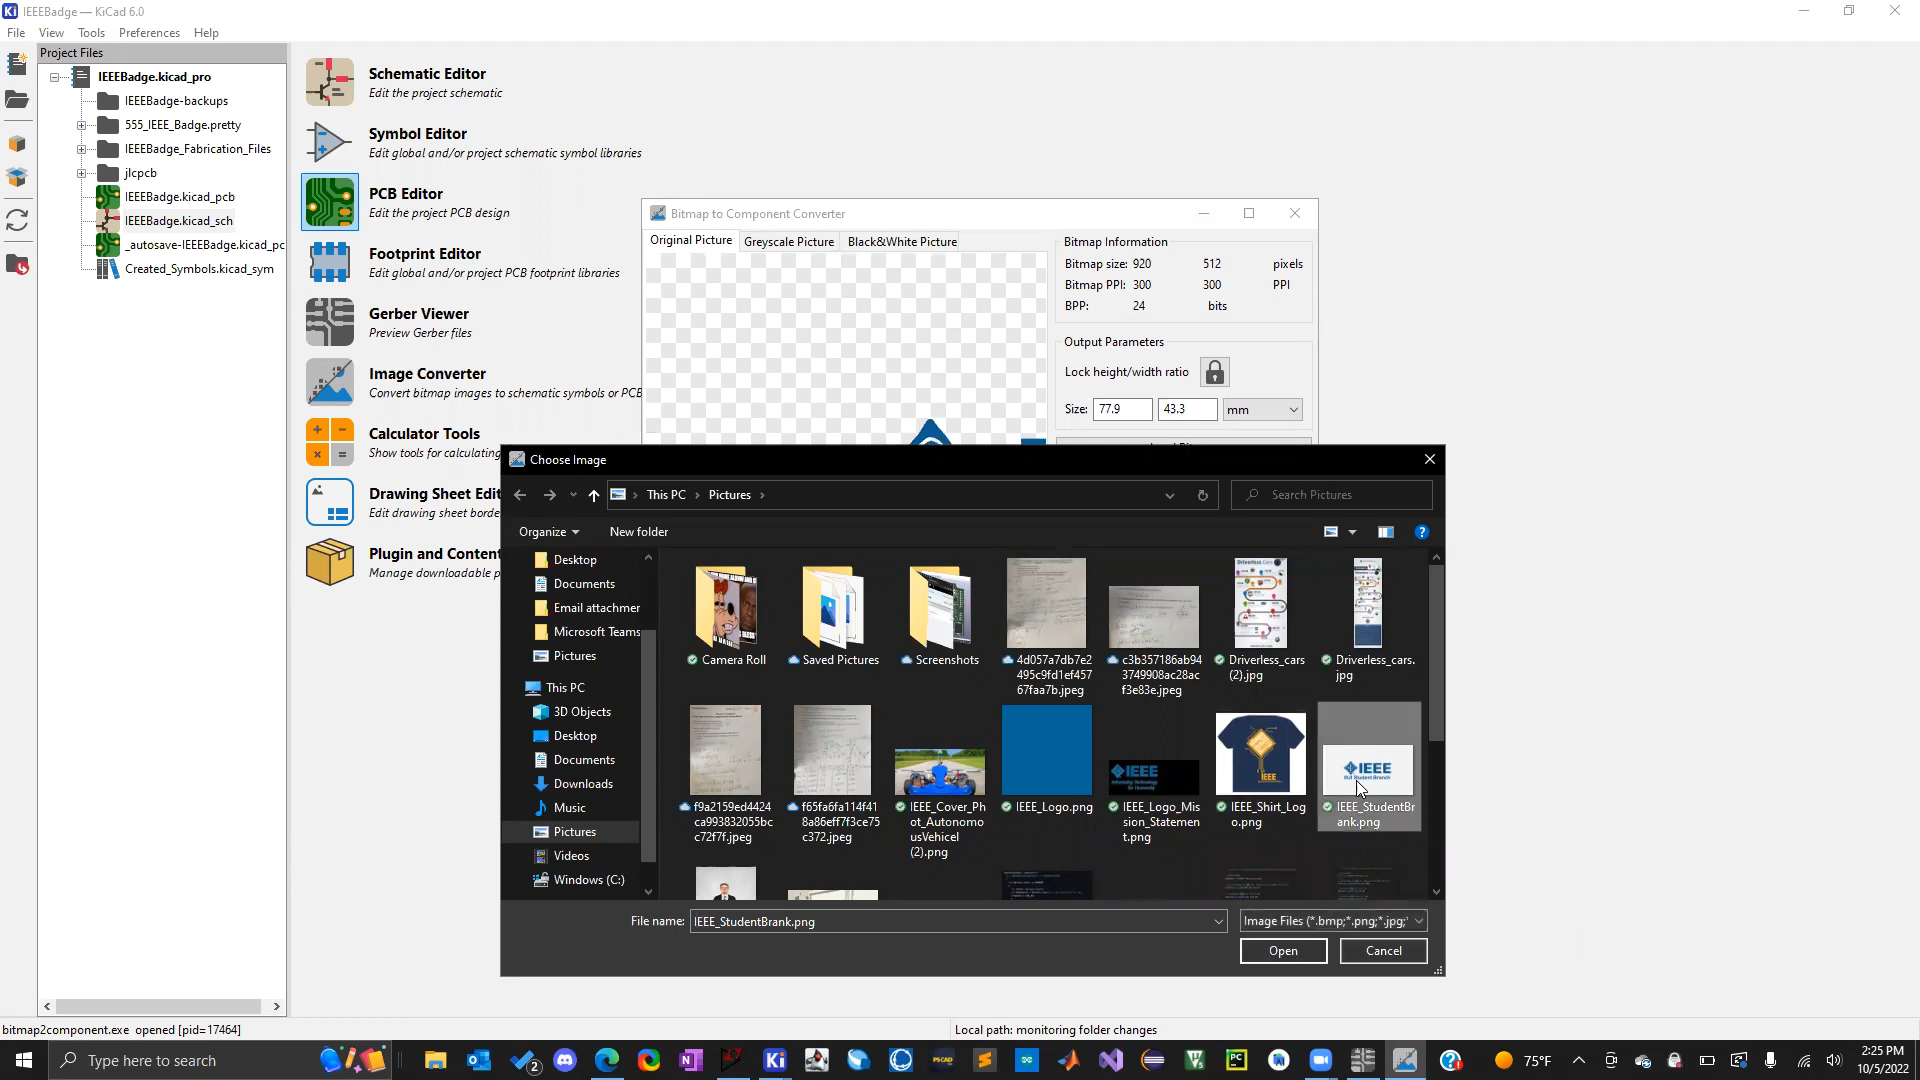 IEEEBadge — KiCad 6.0
File View Tools Preferences Help
Project Files
IEEEBadge.kicad_pro
IEEEBadge-backups
555_IEEE_Badge.pretty
IEEEBadge_Fabrication_Files
jlcpcb
IEEEBadge.kicad_pcb
IEEEBadge.kicad_sch
_autosave-IEEEBadge.kicad_pc
Created_Symbols.kicad_sym
Schematic Editor
Edit the project schematic
Symbol Editor
Edit global and/or project schematic symbol libraries
PCB Editor
Edit the project PCB design
Footprint Editor
Edit global and/or project PCB footprint libraries
Gerber Viewer
Preview Gerber files
Image Converter
Convert bitmap images to schematic symbols or PCB
Calculator Tools
Show tools for calculating
Drawing Sheet Edit
Edit drawing sheet borde
Plugin and Content
Manage downloadable p
Bitmap to Component Converter
Original Picture Greyscale Picture Black&White Picture
Bitmap Information
Bitmap size: 920 512 pixels
Bitmap PPI: 300 300 PPI
BPP: 24 bits
Output Parameters
Lock height/width ratio
Size: 77.9 43.3 mm
Choose Image
This PC > Pictures >
Search Pictures
Organize New folder
Desktop
Documents
Email attachmen
Microsoft Teams
Pictures
This PC
3D Objects
Desktop
Documents
Downloads
Music
Pictures
Videos
Windows (C:)
Camera Roll
Saved Pictures
Screenshots
4d057a7db7e2
495c9fd1ef457
67faa7b.jpeg
c3b357186ab94
3749908ac28ac
f3e83e.jpeg
Driverless_cars
(2).jpg
Driverless_cars.
jpg
f9a2159ed4424
ca993832055bc
c72f7f.jpeg
f65fa6fa114f41
8a86eff7f3ce75
c372.jpeg
IEEE_Cover_Ph
ot_Autonomo
usVehicel
(2).png
IEEE_Logo.png
IEEE
Advancing Technology
for Humanity
IEEE_Logo_Mis
sion_Statemen
t.png
IEEE
IEEE_Shirt_Log
o.png
IEEE
Student Branch
IEEE_StudentBr
ank.png
File name: IEEE_StudentBrank.png
Image Files (*.bmp;*.png;*.jpg;*
Open Cancel
bitmap2component.exe opened [pid=17464]
Local path: monitoring folder changes
Type here to search
75°F
2:25 PM
10/5/2022